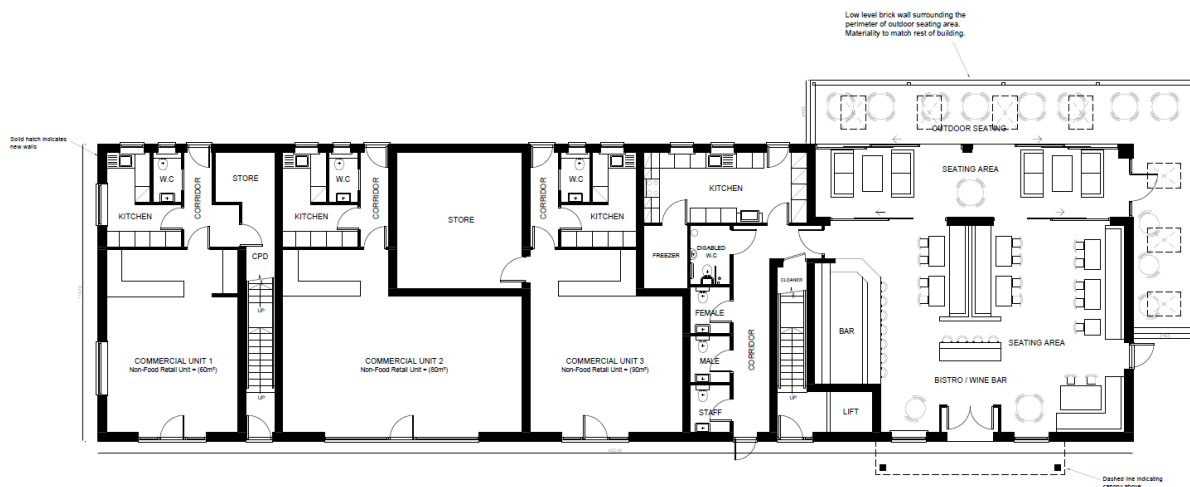 Low level brick wall surrounding the
perimeter of outdoor seating area.
Materiality to match rest of building.
Solid hatch indicates
new walls
OUTDOOR SEATING
SEATING AREA
W.C
STORE
CORRIDOR
KITCHEN
W.C
CORRIDOR
KITCHEN
STORE
CORRIDOR
W.C
KITCHEN
KITCHEN
CPD
UP
UP
FREEZER
DISABLED
W.C
CLEANER
FEMALE
MALE
STAFF
CORRIDOR
UP
BAR
LIFT
SEATING AREA
BISTRO / WINE BAR
COMMERCIAL UNIT 1
Non-Food Retail Unit = (60m²)
COMMERCIAL UNIT 2
Non-Food Retail Unit = (80m²)
COMMERCIAL UNIT 3
Non-Food Retail Unit = (90m²)
Dashed line indicating
canopy above